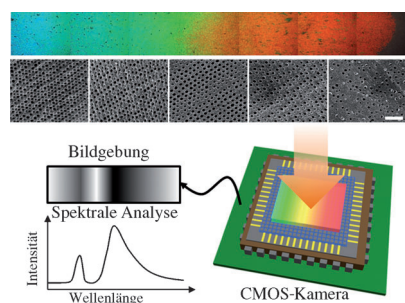 Bildgebung
Spektrale Analyse
Intensität
Wellenlänge
CMOS-Kamera